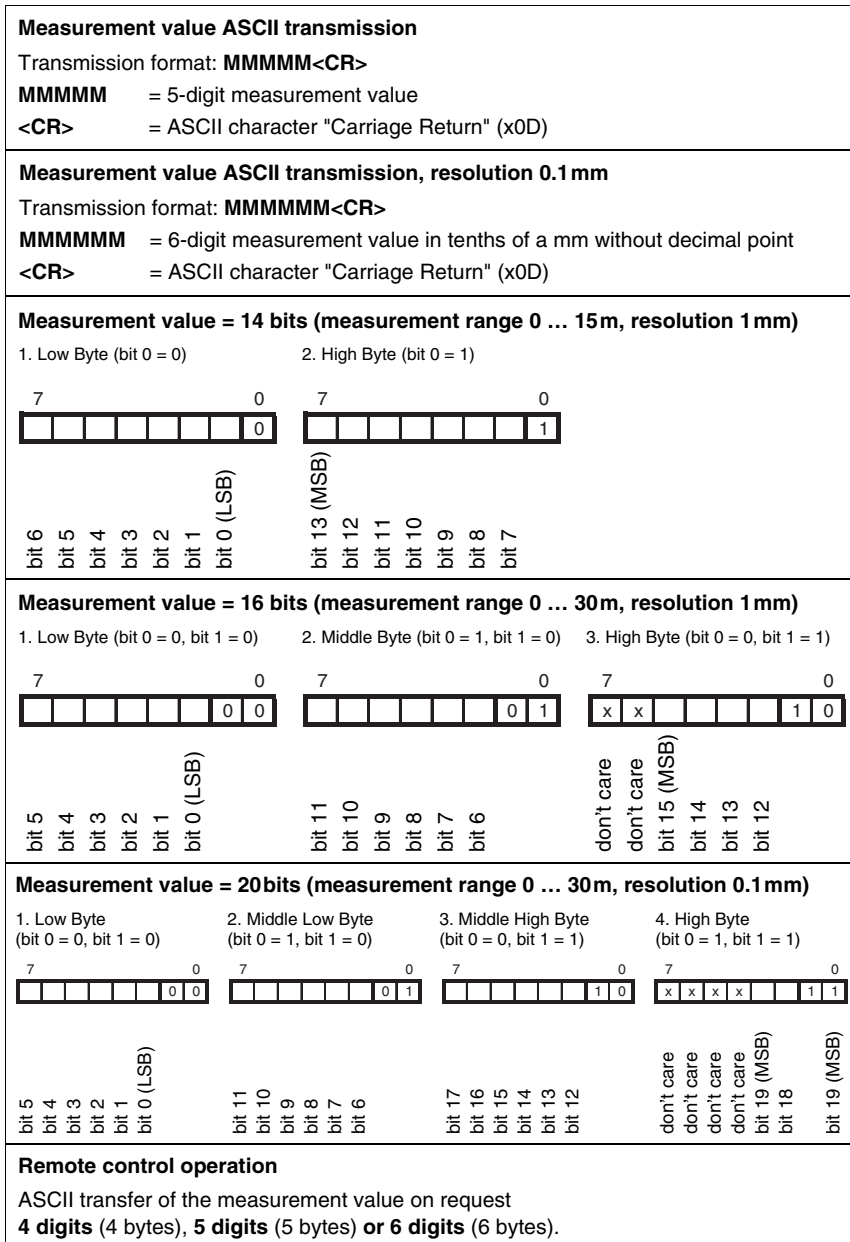 Measurement value ASCII transmission
Transmission format: MMMMM<CR>
MMMMM = 5-digit measurement value
<CR> = ASCII character "Carriage Return" (x0D)
Measurement value ASCII transmission, resolution 0.1 mm
Transmission format: MMMMMM<CR>
MMMMMM = 6-digit measurement value in tenths of a mm without decimal point
<CR> = ASCII character "Carriage Return" (x0D)
Measurement value = 14 bits (measurement range 0 … 15 m, resolution 1 mm)
1. Low Byte (bit 0 = 0) 2. High Byte (bit 0 = 1)
7 0 7 0
0 1
bit 6 bit 5 bit 4 bit 3 bit 2 bit 1 bit 0 (LSB) bit 13 (MSB) bit 12 bit 11 bit 10 bit 9 bit 8 bit 7
Measurement value = 16 bits (measurement range 0 … 30 m, resolution 1 mm)
1. Low Byte (bit 0 = 0, bit 1 = 0) 2. Middle Byte (bit 0 = 1, bit 1 = 0) 3. High Byte (bit 0 = 0, bit 1 = 1)
7 0 7 0 7 0
0 0 0 1 x x 1 0
bit 5 bit 4 bit 3 bit 2 bit 1 bit 0 (LSB) bit 11 bit 10 bit 9 bit 8 bit 7 bit 6 don't care don't care bit 15 (MSB) bit 14 bit 13 bit 12
Measurement value = 20 bits (measurement range 0 … 30 m, resolution 0.1 mm)
1. Low Byte 2. Middle Low Byte 3. Middle High Byte 4. High Byte
(bit 0 = 0, bit 1 = 0) (bit 0 = 1, bit 1 = 0) (bit 0 = 0, bit 1 = 1) (bit 0 = 1, bit 1 = 1)
7 0 7 0 7 0 7 0
0 0 0 1 1 0 x x x x 1 1
bit 5 bit 4 bit 3 bit 2 bit 1 bit 0 (LSB) bit 11 bit 10 bit 9 bit 8 bit 7 bit 6 bit 17 bit 16 bit 15 bit 14 bit 13 bit 12 don't care don't care don't care don't care bit 19 (MSB) bit 18 bit 19 (MSB)
Remote control operation
ASCII transfer of the measurement value on request
4 digits (4 bytes), 5 digits (5 bytes) or 6 digits (6 bytes).